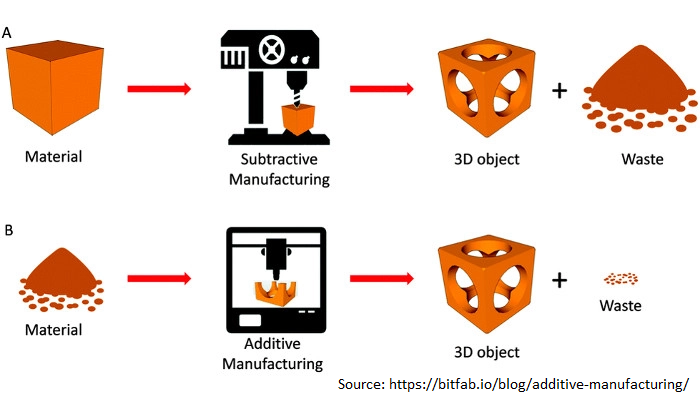 A
Material
Subtractive
Manufacturing
3D object
+
Waste
B
Material
Additive
Manufacturing
3D object
+
Waste
Source: https://bitfab.io/blog/additive-manufacturing/